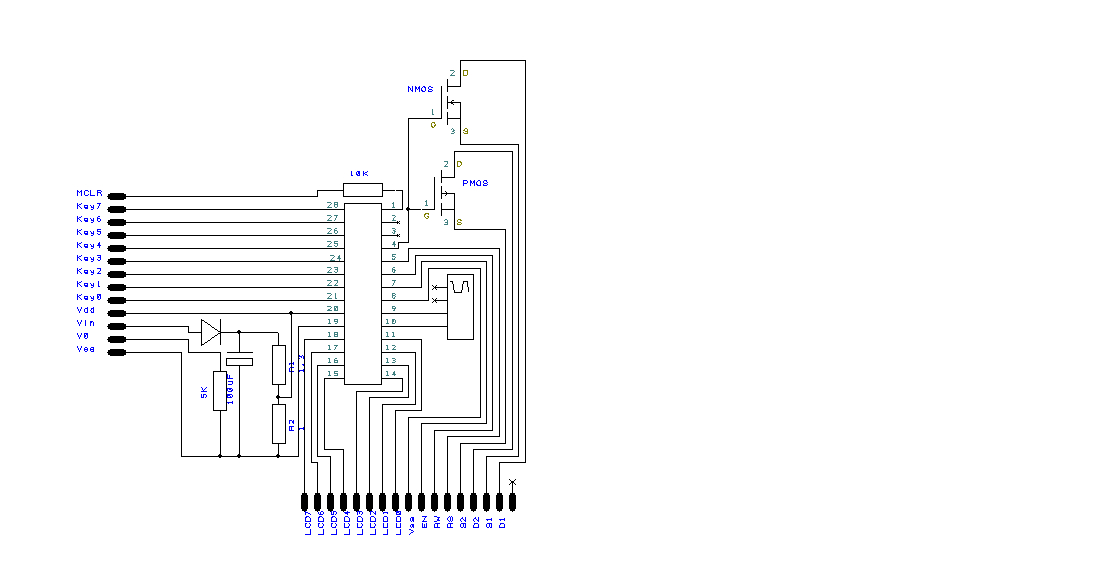 2 D
NMOS
1
G
3 S
2 D
10K
PMOS
1
G
3 S
MCLR
Key7
Key6
Key5
Key4
Key3
Key2
Key1
Key0
Vdd
Vin
V0
Vss
28 1
27 2
26 3
25 4
24 5
23 6
22 7
21 8
20 9
19 10
18 11
17 12
16 13
15 14
5K
100uF
R1
1.3
R2
1
LCD7
LCD6
LCD5
LCD4
LCD3
LCD2
LCD1
LCD0
Vss
EN
RW
RS
S2
D2
S1
D1